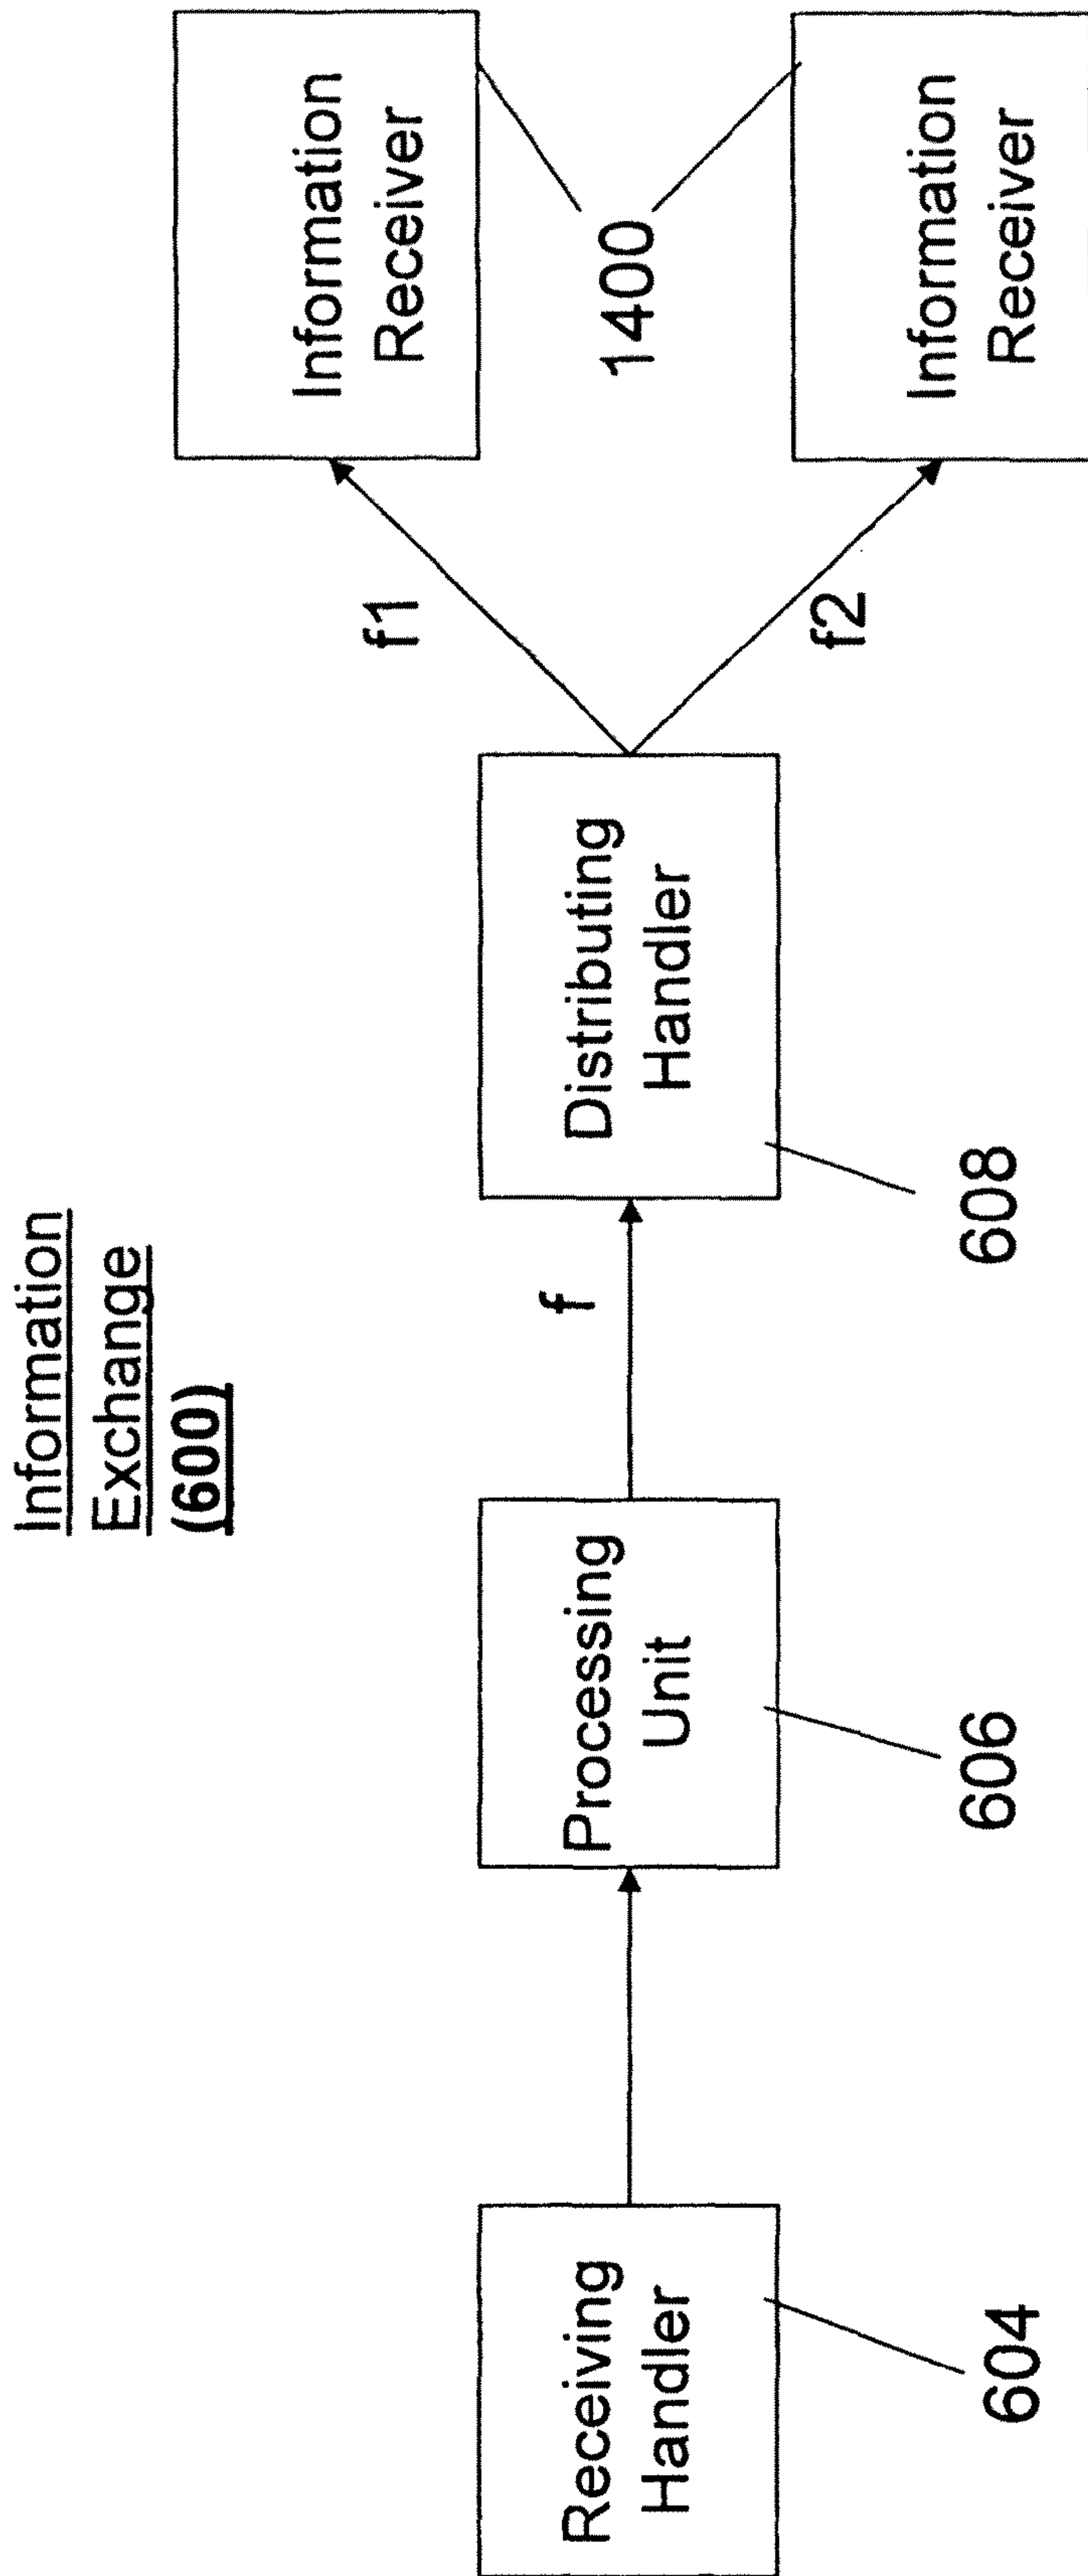 Information
Exchange
(600)
Receiving
Handler
604
Processing
Unit
606
f
Distributing
Handler
608
f1
f2
Information
Receiver
1400
Information
Receiver